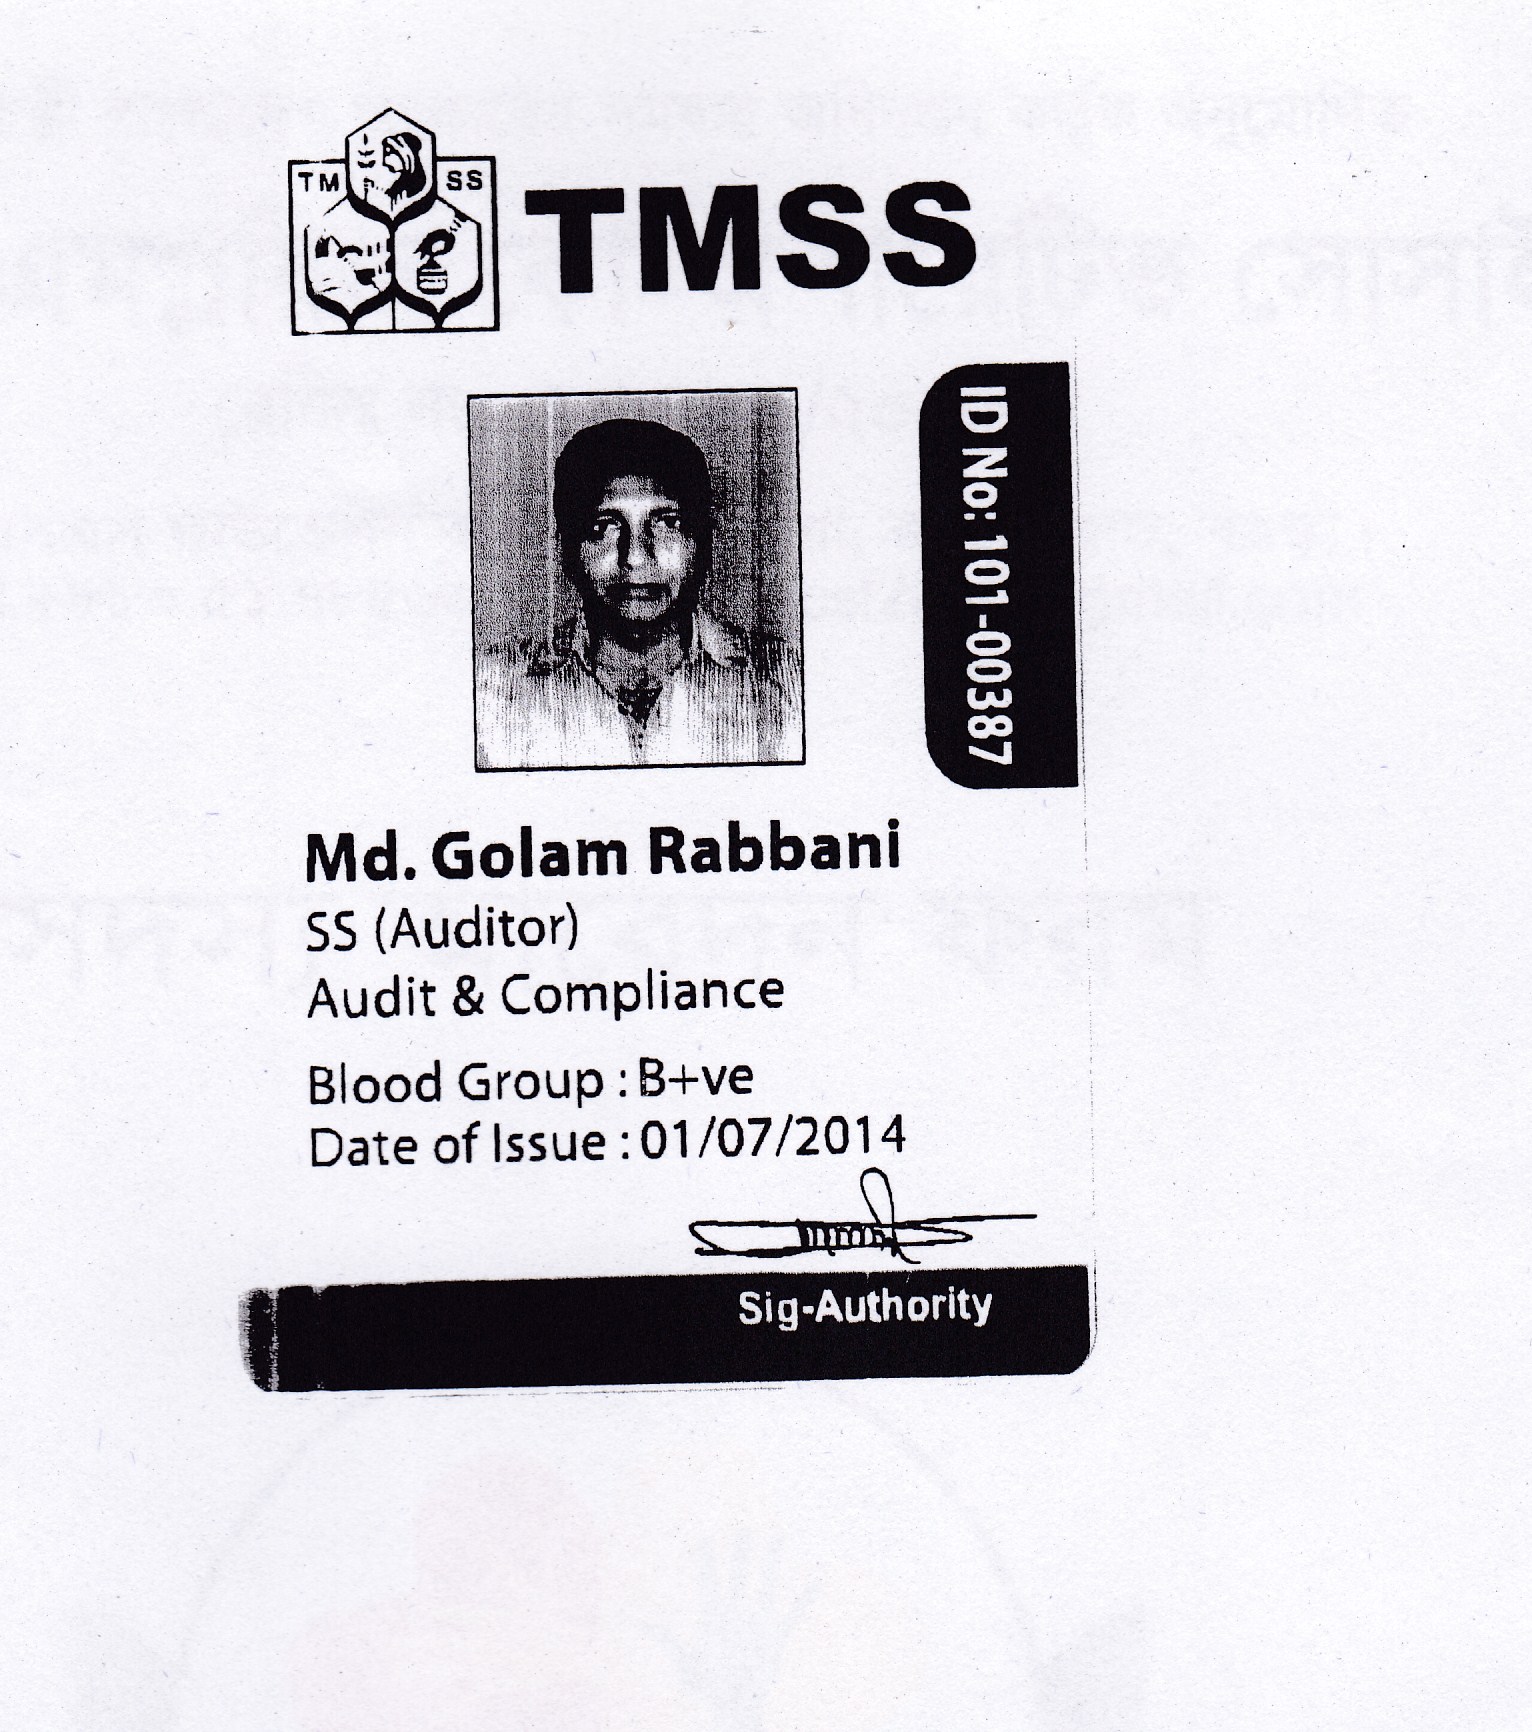 TM SS
TMSS
ID No: 101-00387
Md. Golam Rabbani
SS (Auditor)
Audit & Compliance
Blood Group : B+ve
Date of Issue : 01/07/2014
Sig-Authority